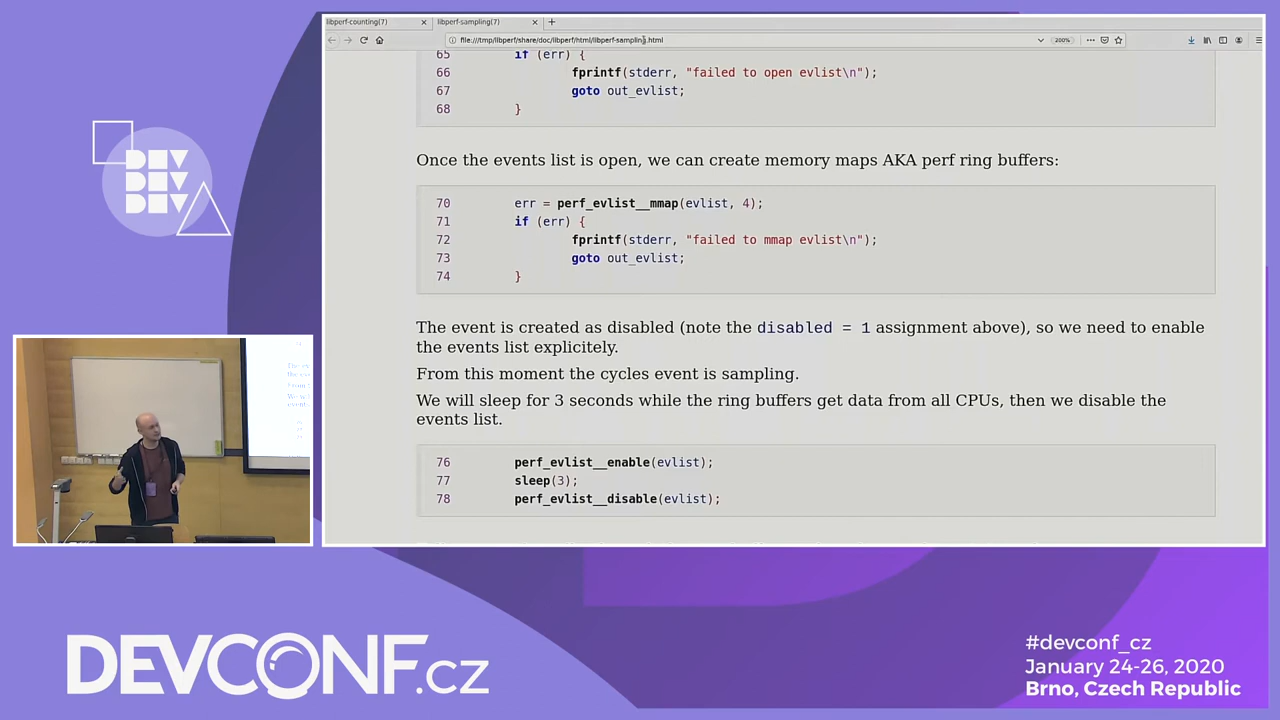 libperf-counting(7)
libperf-sampling(7)
file:///tmp/libperf/share/doc/libperf/html/libperf-sampling.html
200%
65 if (err) {
66 fprintf(stderr, "failed to open evlist\n");
67 goto out_evlist;
68 }
Once the events list is open, we can create memory maps AKA perf ring buffers:
70 err = perf_evlist__mmap(evlist, 4);
71 if (err) {
72 fprintf(stderr, "failed to mmap evlist\n");
73 goto out_evlist;
74 }
The event is created as disabled (note the disabled = 1 assignment above), so we need to enable
the events list explicitely.
From this moment the cycles event is sampling.
We will sleep for 3 seconds while the ring buffers get data from all CPUs, then we disable the
events list.
76 perf_evlist__enable(evlist);
77 sleep(3);
78 perf_evlist__disable(evlist);
DEV
DEV
DEV
DEVCONF.cz
#devconf_cz
January 24-26, 2020
Brno, Czech Republic